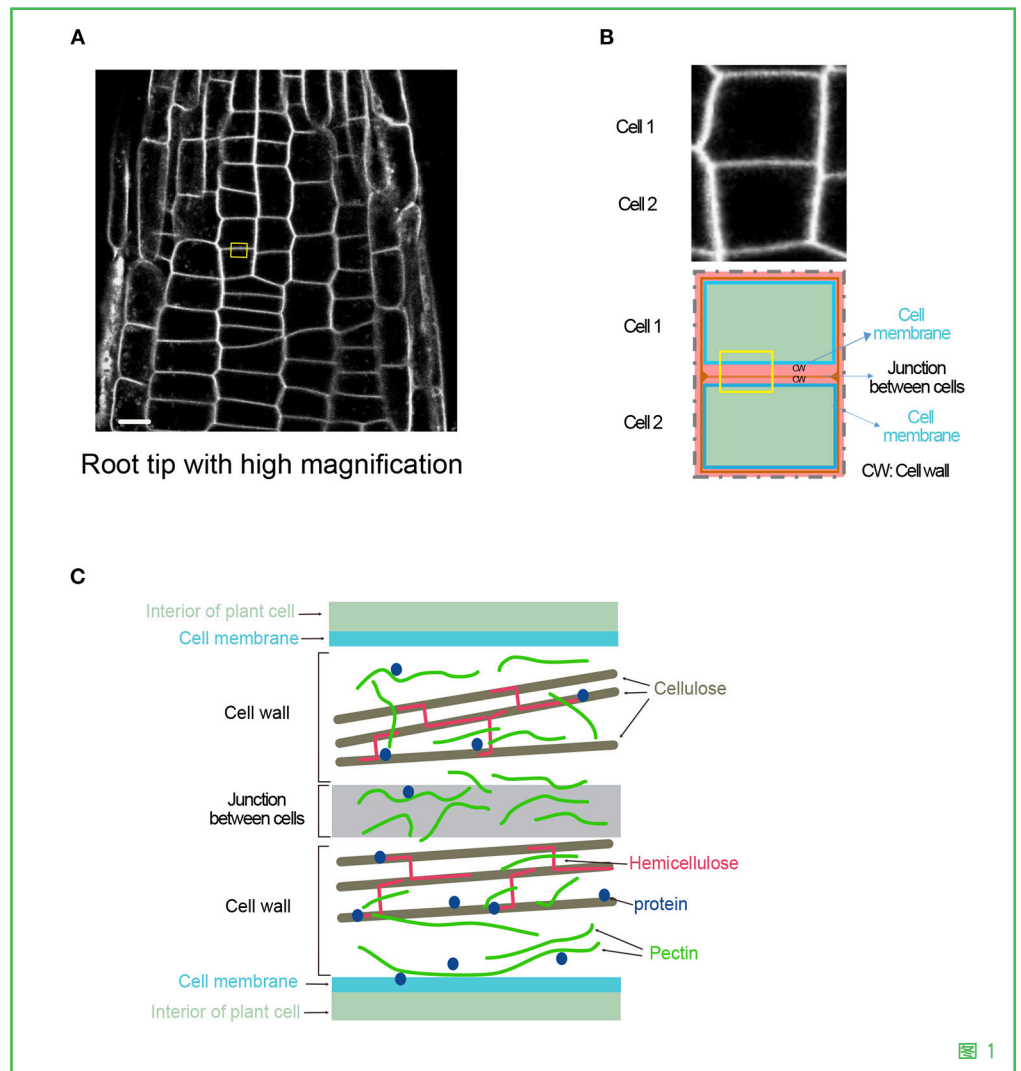 A
Root tip with high magnification
B
Cell 1
Cell 2
Cell 1
Cell 2
CW
CW
Cell
membrane
Junction
between cells
Cell
membrane
CW: Cell wall
C
Interior of plant cell
Cell membrane
Cell wall
Cellulose
Junction
between cells
Cell wall
Hemicellulose
protein
Pectin
Cell membrane
Interior of plant cell
图 1